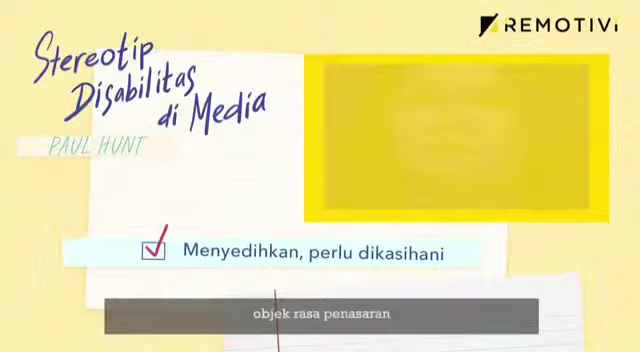 REMOTIVI
Stereotip
Disabilitas
di Media
PAUL HUNT
Menyedihkan, perlu dikasihani
objek rasa penasaran